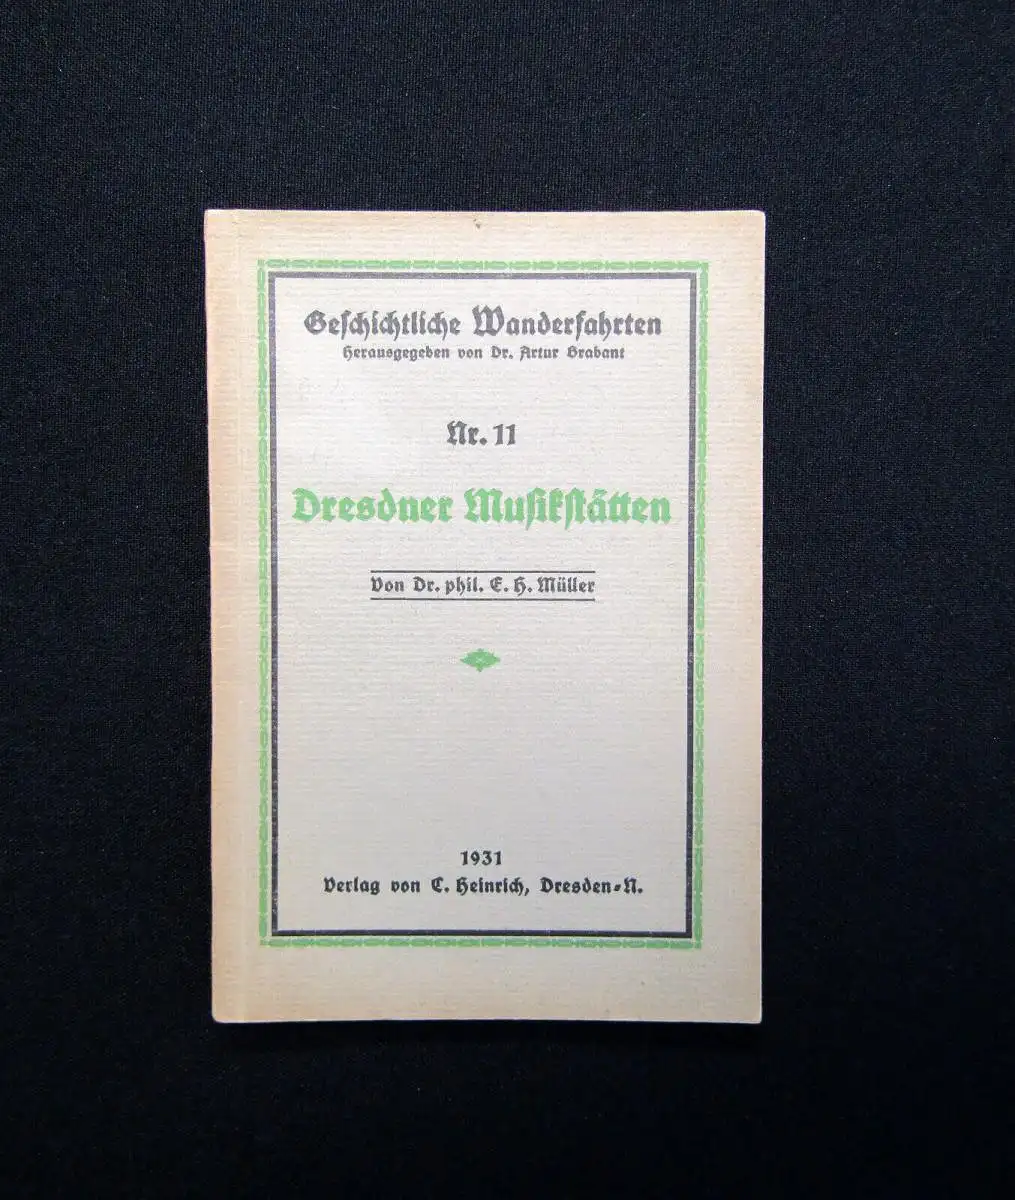 Geschichtliche Wanderfahrten
Herausgegeben von Dr. Artur Brabant
Nr. 11
Dresdner Musikstätten
Von Dr. phil. E. H. Müller
1931
Verlag von C. Heinrich, Dresden-N.